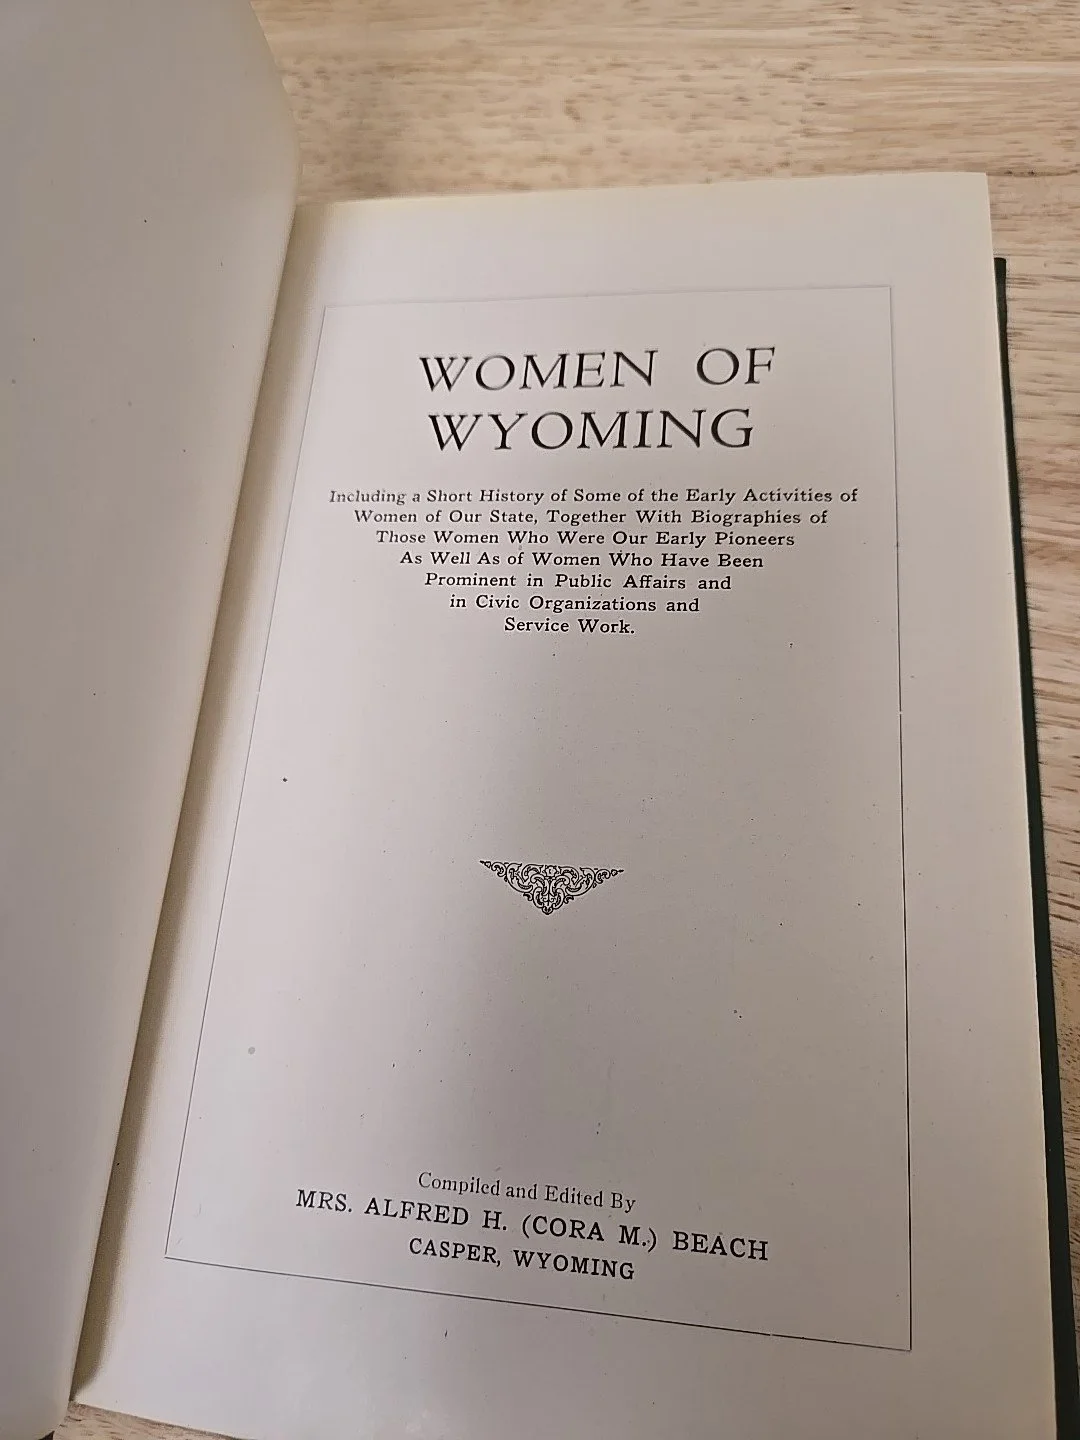 WOMEN OF
WYOMING
Including a Short History of Some of the Early Activities of
Women of Our State, Together With Biographies of
Those Women Who Were Our Early Pioneers
As Well As of Women Who Have Been
Prominent in Public Affairs and
in Civic Organizations and
Service Work.
Compiled and Edited By
MRS. ALFRED H. (CORA M.) BEACH
CASPER, WYOMING